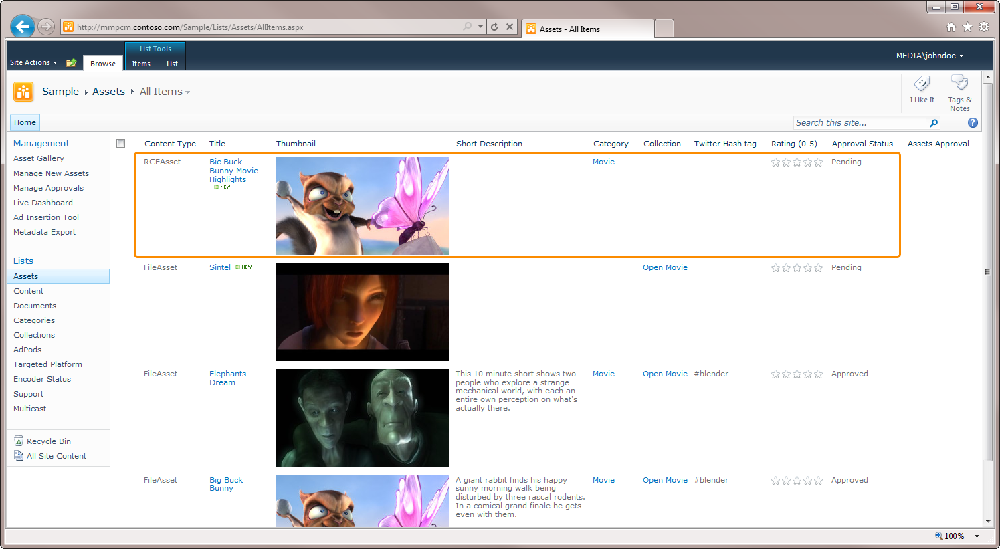 http://mmpcm.contoso.com/Sample/Lists/Assets/AllItems.aspx
Assets - All Items
List Tools
Site Actions
Browse
Items
List
MEDIA\johndoe
Sample
Assets
All Items
I Like It
Tags &
Notes
Home
Search this site...
Management
Asset Gallery
Manage New Assets
Manage Approvals
Live Dashboard
Ad Insertion Tool
Metadata Export
Lists
Assets
Content
Documents
Categories
Collections
AdPods
Targeted Platform
Encoder Status
Support
Multicast
Recycle Bin
All Site Content
Content Type Title Thumbnail Short Description Category Collection Twitter Hash tag Rating (0-5) Approval Status Assets Approval
RCEAsset
Bic Buck
Bunny Movie
Highlights
NEW
Movie
Pending
FileAsset
Sintel NEW
Open Movie
Pending
FileAsset
Elephants
Dream
This 10 minute short shows two
people who explore a strange
mechanical world, with each an
entire own perception on what's
actually there.
Movie
Open Movie
#blender
Approved
FileAsset
Big Buck
Bunny
A giant rabbit finds his happy
sunny morning walk being
disturbed by three rascal rodents.
In a comical grand finale he gets
even with them.
Movie
Open Movie
#blender
Approved
100%